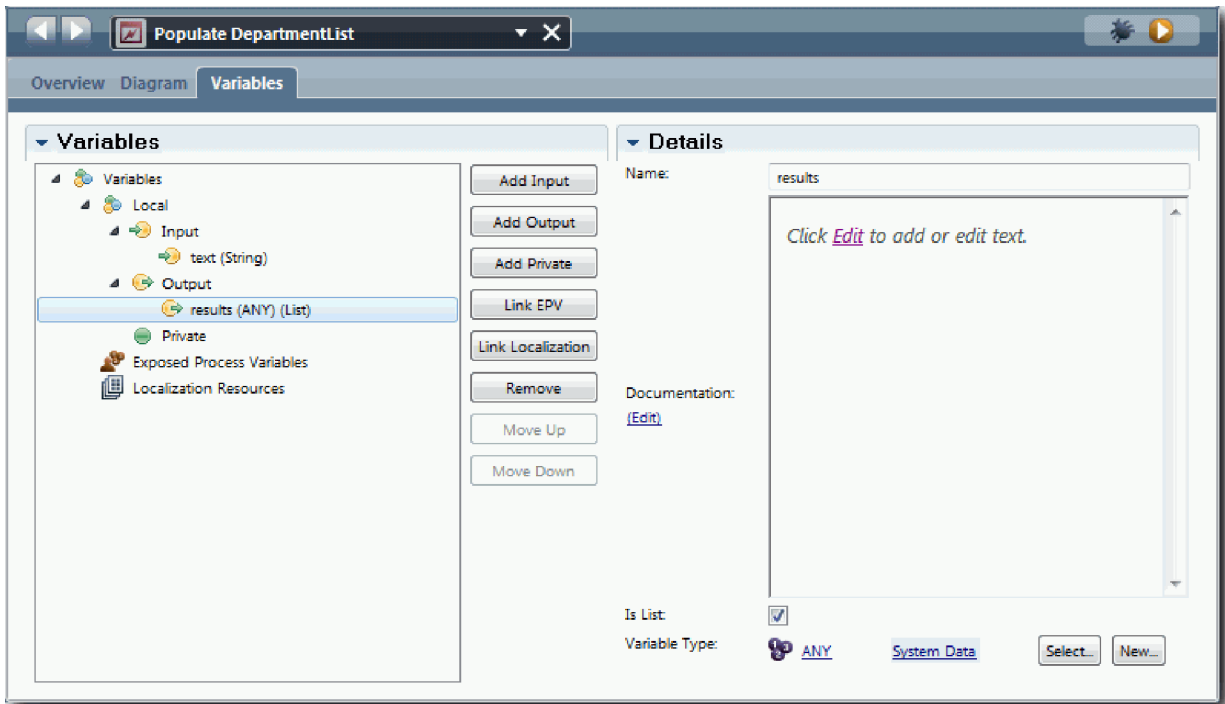 Populate DepartmentList
Overview Diagram Variables
Variables
Variables
Local
Input
text (String)
Output
results (ANY) (List)
Private
Exposed Process Variables
Localization Resources
Add Input
Add Output
Add Private
Link EPV
Link Localization
Remove
Move Up
Move Down
Details
Name: results
Click Edit to add or edit text.
Documentation:
(Edit)
Is List:
Variable Type: ANY System Data Select... New...